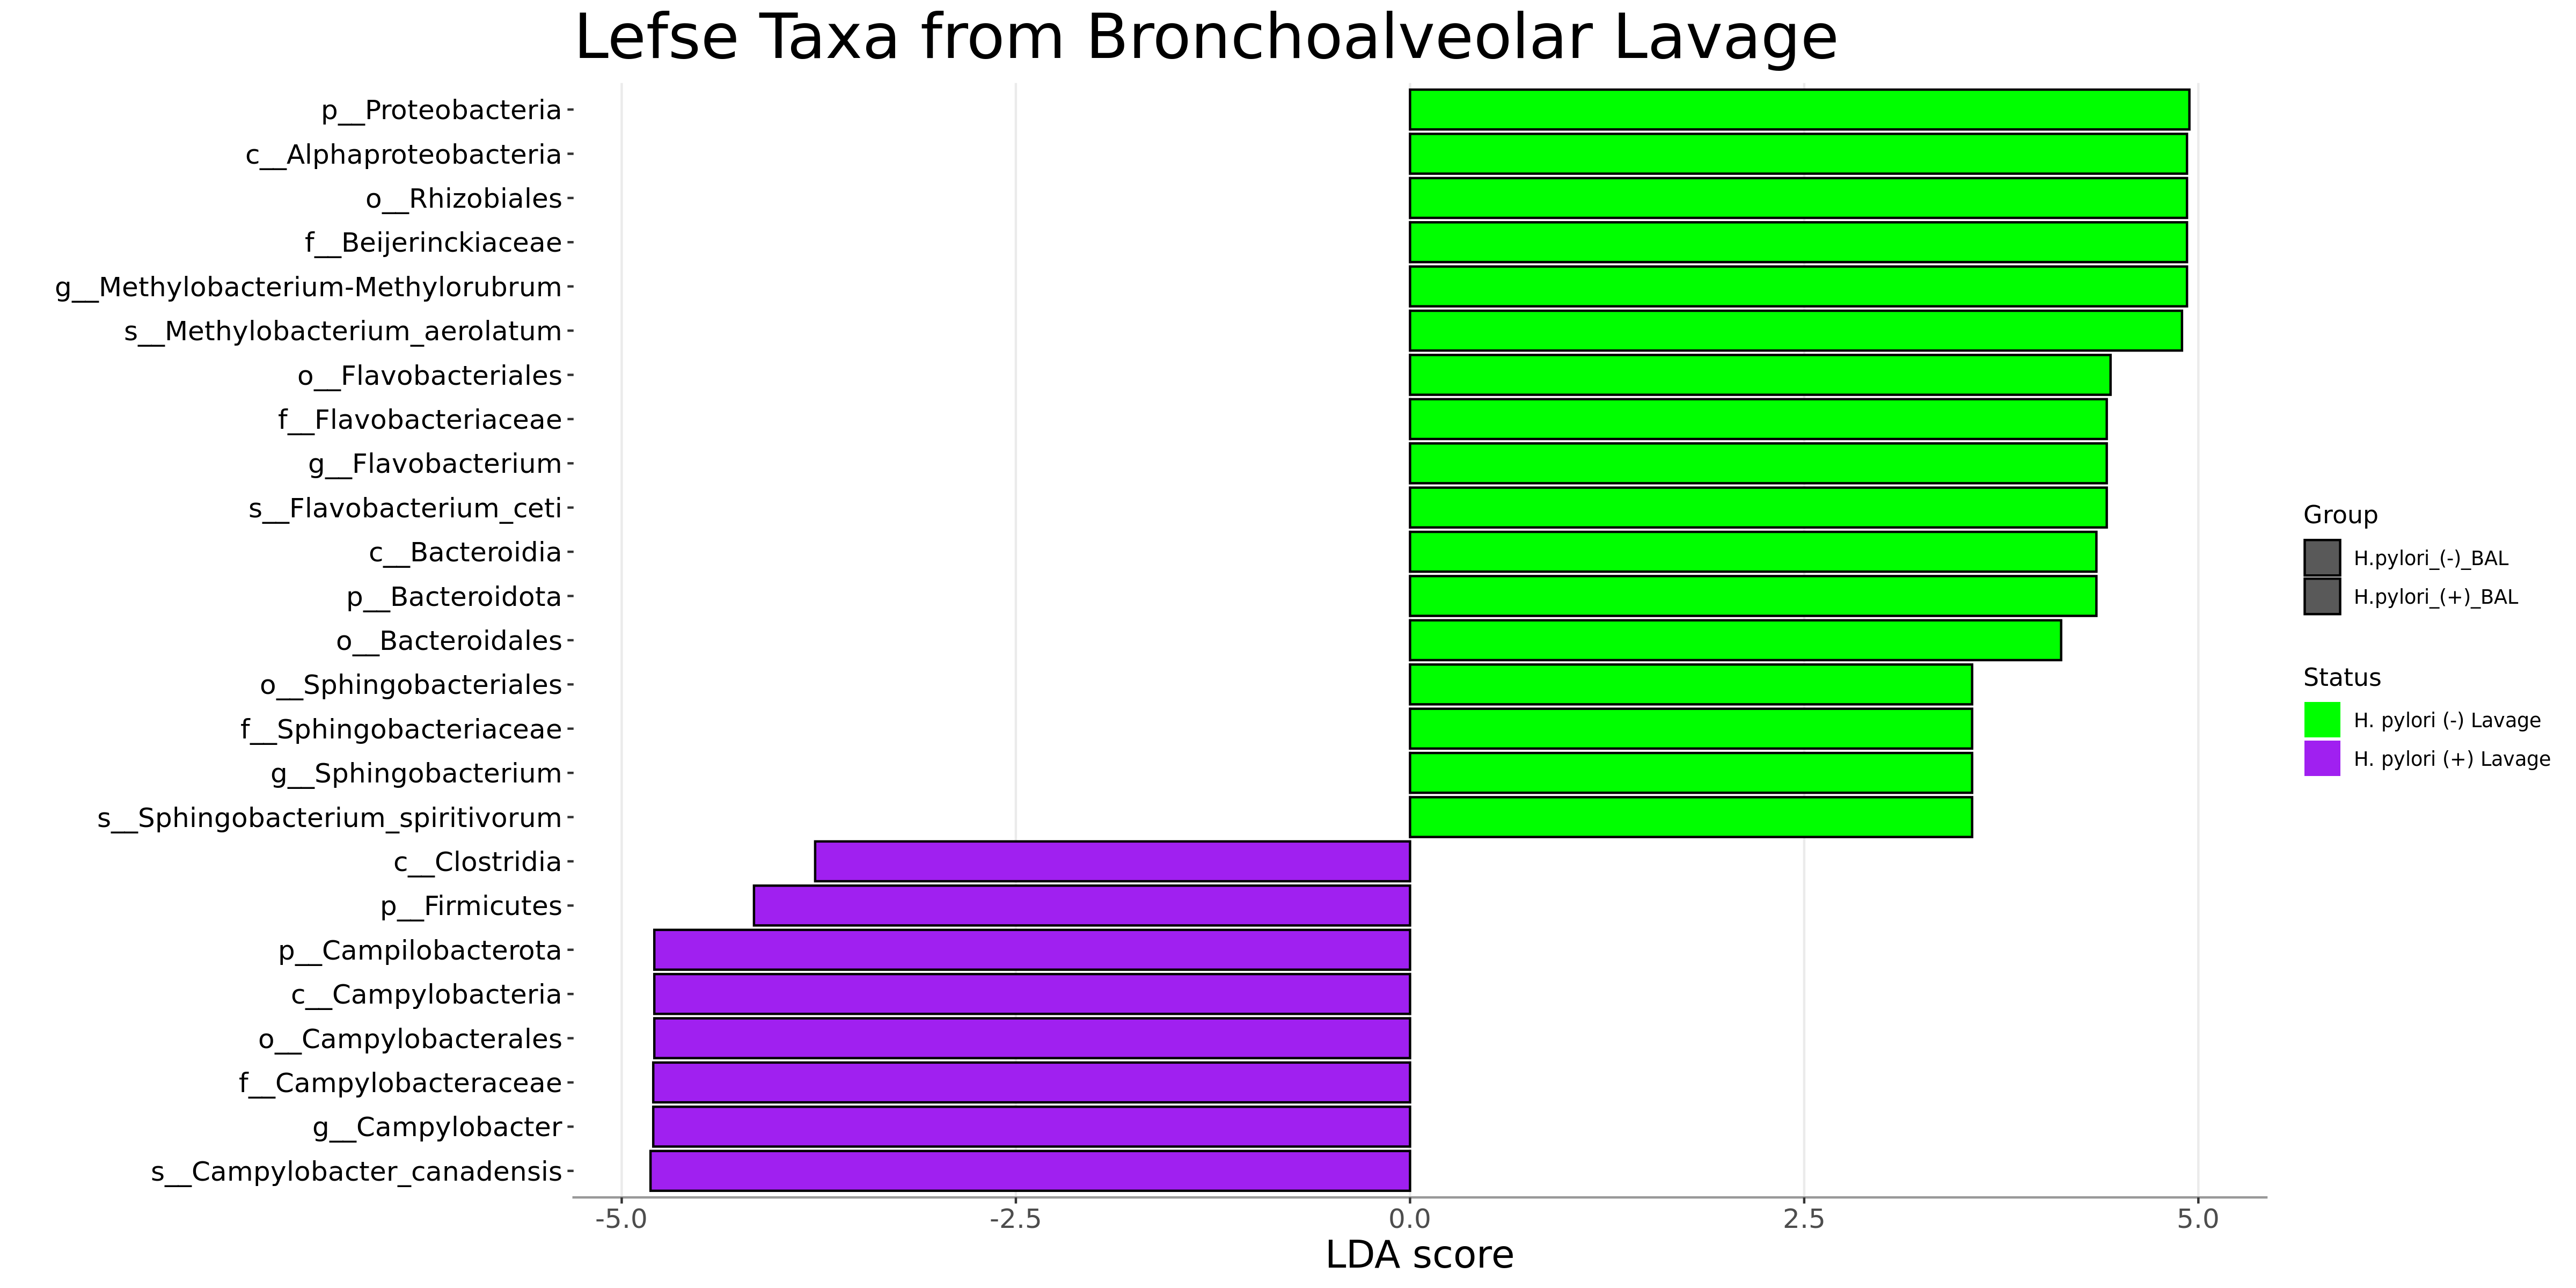 Lefse Taxa from Bronchoalveolar Lavage
p__Proteobacteria
c__Alphaproteobacteria
o__Rhizobiales
f__Beijerinckiaceae
g__Methylobacterium-Methylorubrum
s__Methylobacterium_aerolatum
o__Flavobacteriales
f__Flavobacteriaceae
g__Flavobacterium
s__Flavobacterium_ceti
c__Bacteroidia
p__Bacteroidota
o__Bacteroidales
o__Sphingobacteriales
f__Sphingobacteriaceae
g__Sphingobacterium
s__Sphingobacterium_spiritivorum
c__Clostridia
p__Firmicutes
p__Campilobacterota
c__Campylobacteria
o__Campylobacterales
f__Campylobacteraceae
g__Campylobacter
s__Campylobacter_canadensis
-5.0 -2.5 0.0 2.5 5.0
LDA score
Group
H.pylori_(-)_BAL
H.pylori_(+)_BAL
Status
H. pylori (-) Lavage
H. pylori (+) Lavage